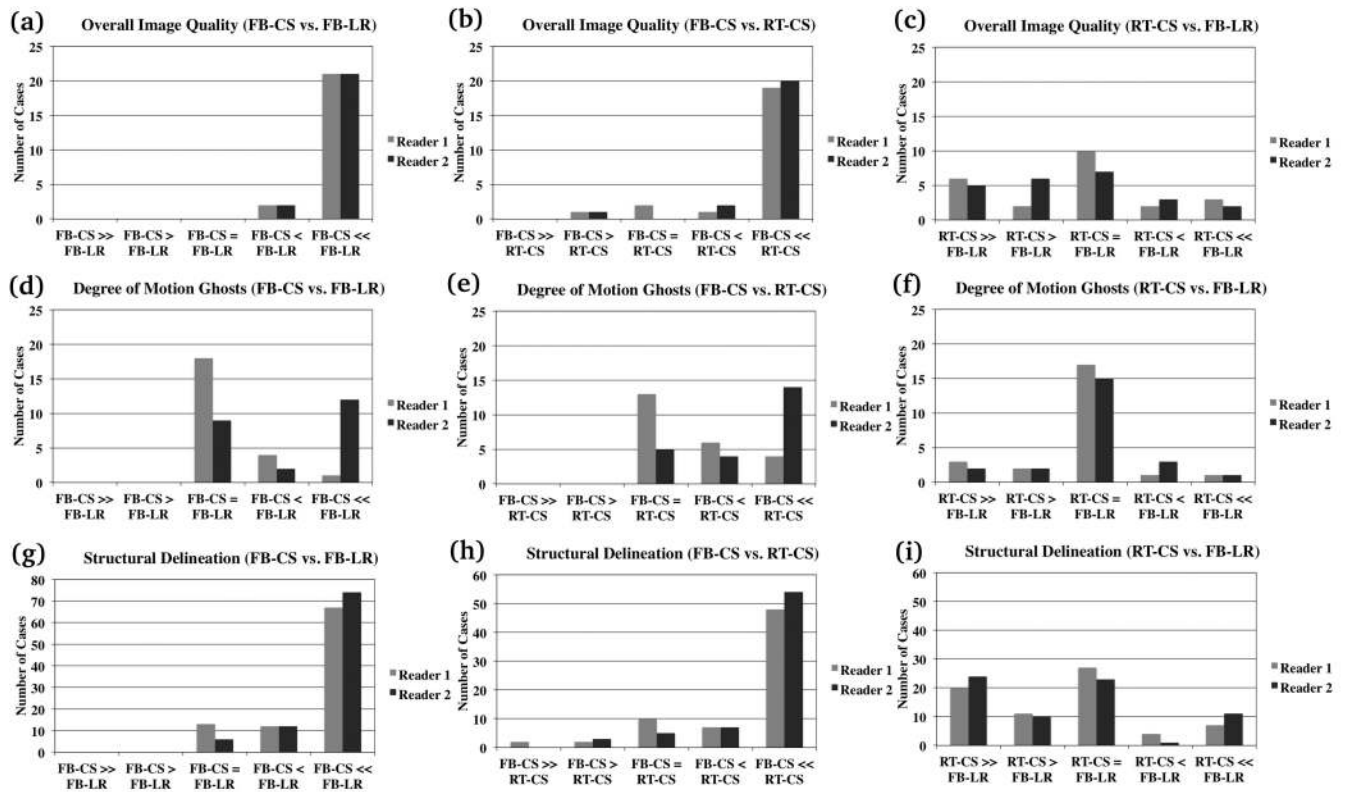 (a)
Overall Image Quality (FB-CS vs. FB-LR)
Number of Cases
25
20
15
10
5
0
FB-CS >> FB-CS > FB-CS = FB-CS < FB-CS <<
FB-LR FB-LR FB-LR FB-LR FB-LR
Reader 1
Reader 2
(b)
Overall Image Quality (FB-CS vs. RT-CS)
Number of Cases
25
20
15
10
5
0
FB-CS >> FB-CS > FB-CS = FB-CS < FB-CS <<
RT-CS RT-CS RT-CS RT-CS RT-CS
Reader 1
Reader 2
(c)
Overall Image Quality (RT-CS vs. FB-LR)
Number of Cases
25
20
15
10
5
0
RT-CS >> RT-CS > RT-CS = RT-CS < RT-CS <<
FB-LR FB-LR FB-LR FB-LR FB-LR
Reader 1
Reader 2
(d)
Degree of Motion Ghosts (FB-CS vs. FB-LR)
Number of Cases
25
20
15
10
5
0
FB-CS >> FB-CS > FB-CS = FB-CS < FB-CS <<
FB-LR FB-LR FB-LR FB-LR FB-LR
Reader 1
Reader 2
(e)
Degree of Motion Ghosts (FB-CS vs. RT-CS)
Number of Cases
25
20
15
10
5
0
FB-CS >> FB-CS > FB-CS = FB-CS < FB-CS <<
RT-CS RT-CS RT-CS RT-CS RT-CS
Reader 1
Reader 2
(f)
Degree of Motion Ghosts (RT-CS vs. FB-LR)
Number of Cases
25
20
15
10
5
0
RT-CS >> RT-CS > RT-CS = RT-CS < RT-CS <<
FB-LR FB-LR FB-LR FB-LR FB-LR
Reader 1
Reader 2
(g)
Structural Delineation (FB-CS vs. FB-LR)
Number of Cases
80
70
60
50
40
30
20
10
0
FB-CS >> FB-CS > FB-CS = FB-CS < FB-CS <<
FB-LR FB-LR FB-LR FB-LR FB-LR
Reader 1
Reader 2
(h)
Structural Delineation (FB-CS vs. RT-CS)
Number of Cases
60
50
40
30
20
10
0
FB-CS >> FB-CS > FB-CS = FB-CS < FB-CS <<
RT-CS RT-CS RT-CS RT-CS RT-CS
Reader 1
Reader 2
(i)
Structural Delineation (RT-CS vs. FB-LR)
Number of Cases
60
50
40
30
20
10
0
RT-CS >> RT-CS > RT-CS = RT-CS < RT-CS <<
FB-LR FB-LR FB-LR FB-LR FB-LR
Reader 1
Reader 2